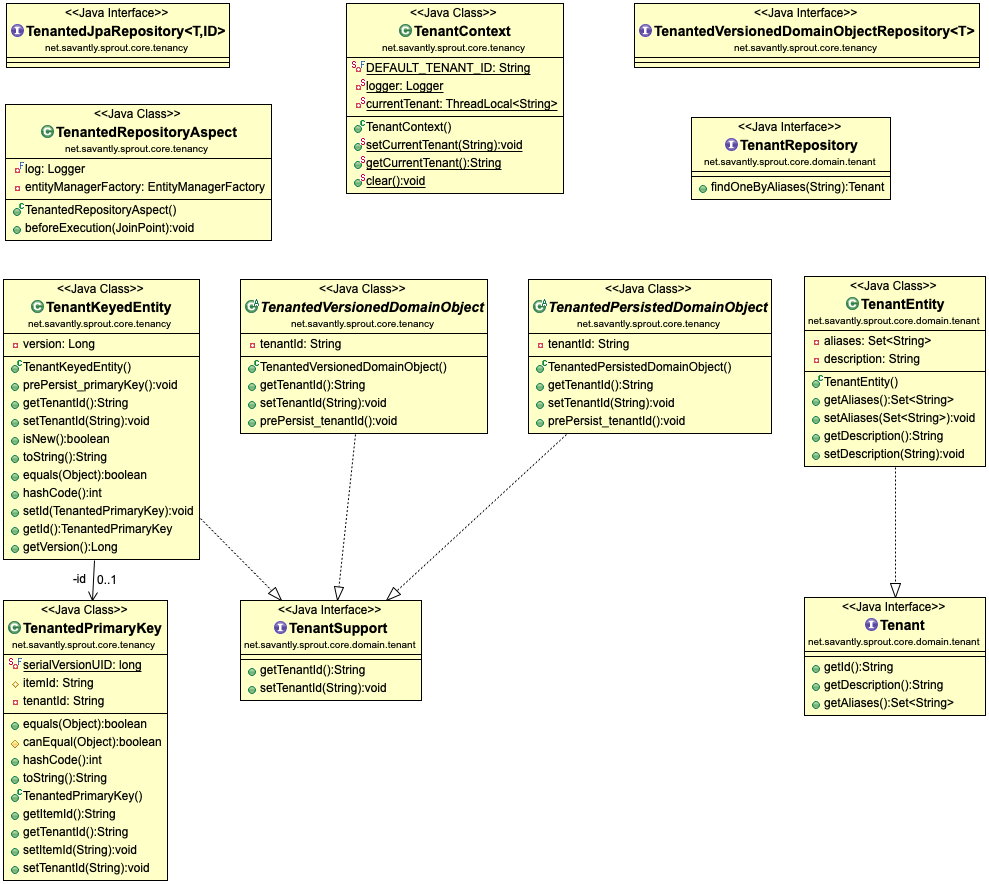 <<Java Interface>>
TenantedJpaRepository<T,ID>
net.savantly.sprout.core.tenancy
<<Java Class>>
TenantContext
net.savantly.sprout.core.tenancy
DEFAULT_TENANT_ID: String
logger: Logger
currentTenant: ThreadLocal<String>
TenantContext()
setCurrentTenant(String):void
getCurrentTenant():String
clear():void
<<Java Interface>>
TenantedVersionedDomainObjectRepository<T>
net.savantly.sprout.core.tenancy
<<Java Class>>
TenantedRepositoryAspect
net.savantly.sprout.core.tenancy
log: Logger
entityManagerFactory: EntityManagerFactory
TenantedRepositoryAspect()
beforeExecution(JoinPoint):void
<<Java Interface>>
TenantRepository
net.savantly.sprout.core.domain.tenant
findOneByAliases(String):Tenant
<<Java Class>>
TenantKeyedEntity
net.savantly.sprout.core.tenancy
version: Long
TenantKeyedEntity()
prePersist_primaryKey():void
getTenantId():String
setTenantId(String):void
isNew():boolean
toString():String
equals(Object):boolean
hashCode():int
setId(TenantedPrimaryKey):void
getId():TenantedPrimaryKey
getVersion():Long
<<Java Class>>
TenantedVersionedDomainObject
net.savantly.sprout.core.tenancy
tenantId: String
TenantedVersionedDomainObject()
getTenantId():String
setTenantId(String):void
prePersist_tenantId():void
<<Java Class>>
TenantedPersistedDomainObject
net.savantly.sprout.core.tenancy
tenantId: String
TenantedPersistedDomainObject()
getTenantId():String
setTenantId(String):void
prePersist_tenantId():void
<<Java Class>>
TenantEntity
net.savantly.sprout.core.domain.tenant
aliases: Set<String>
description: String
TenantEntity()
getAliases():Set<String>
setAliases(Set<String>):void
getDescription():String
setDescription(String):void
-id 0..1
<<Java Class>>
TenantedPrimaryKey
net.savantly.sprout.core.tenancy
serialVersionUID: long
itemId: String
tenantId: String
equals(Object):boolean
canEqual(Object):boolean
hashCode():int
toString():String
TenantedPrimaryKey()
getItemId():String
getTenantId():String
setItemId(String):void
setTenantId(String):void
<<Java Interface>>
TenantSupport
net.savantly.sprout.core.domain.tenant
getTenantId():String
setTenantId(String):void
<<Java Interface>>
Tenant
net.savantly.sprout.core.domain.tenant
getId():String
getDescription():String
getAliases():Set<String>